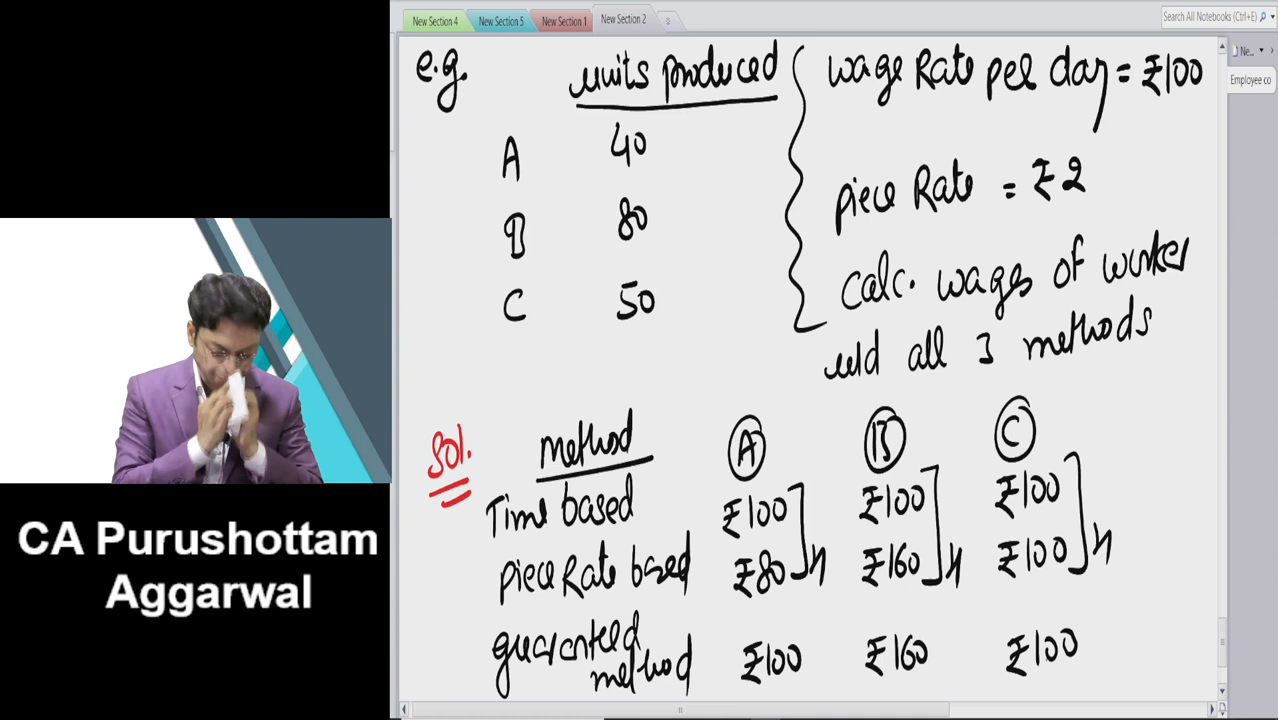 New Section 4 New Section 5 New Section 1 New Section 2
Search All Notebooks (Ctrl+E)
Ne...
Employee co
e.g. units produced wage Rate per day = ₹100
A 40
B 80
C 50
piece Rate = ₹2
calc. wages of worker
u/d all 3 methods
Sol. method A B C
Time based ₹100 ₹100 ₹100
piece Rate based ₹80 ₹160 ₹100
H H H
guaranteed method ₹100 ₹160 ₹100
CA Purushottam
Aggarwal